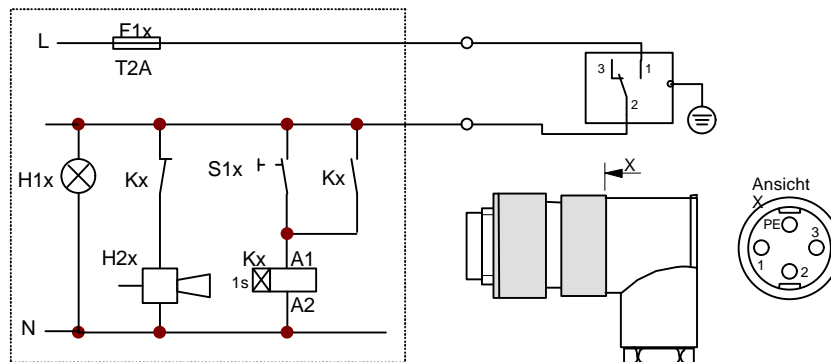 F1x
L
T2A
3
1
2
S1x
H1x
Kx
Kx
X
Ansicht
X
PE
3
1
2
H2x
Kx
A1
1s
A2
N